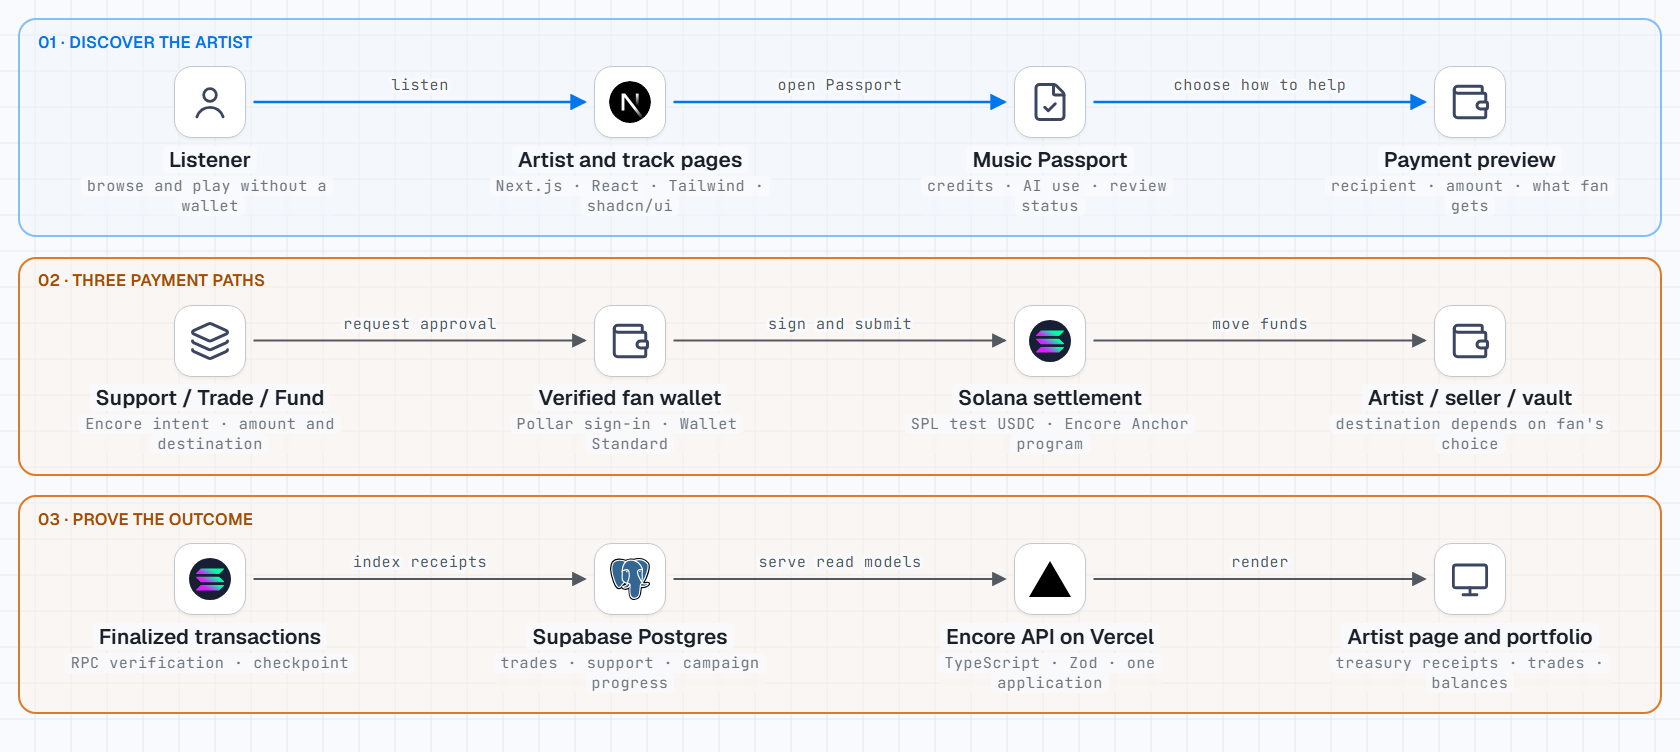 01 · DISCOVER THE ARTIST
listen
open Passport
choose how to help
Listener
browse and play without a
wallet
Artist and track pages
Next.js · React · Tailwind ·
shadcn/ui
Music Passport
credits · AI use · review
status
Payment preview
recipient · amount · what fan
gets
02 · THREE PAYMENT PATHS
request approval
sign and submit
move funds
Support / Trade / Fund
Encore intent · amount and
destination
Verified fan wallet
Pollar sign-in · Wallet
Standard
Solana settlement
SPL test USDC · Encore Anchor
program
Artist / seller / vault
destination depends on fan's
choice
03 · PROVE THE OUTCOME
index receipts
serve read models
render
Finalized transactions
RPC verification · checkpoint
Supabase Postgres
trades · support · campaign
progress
Encore API on Vercel
TypeScript · Zod · one
application
Artist page and portfolio
treasury receipts · trades ·
balances